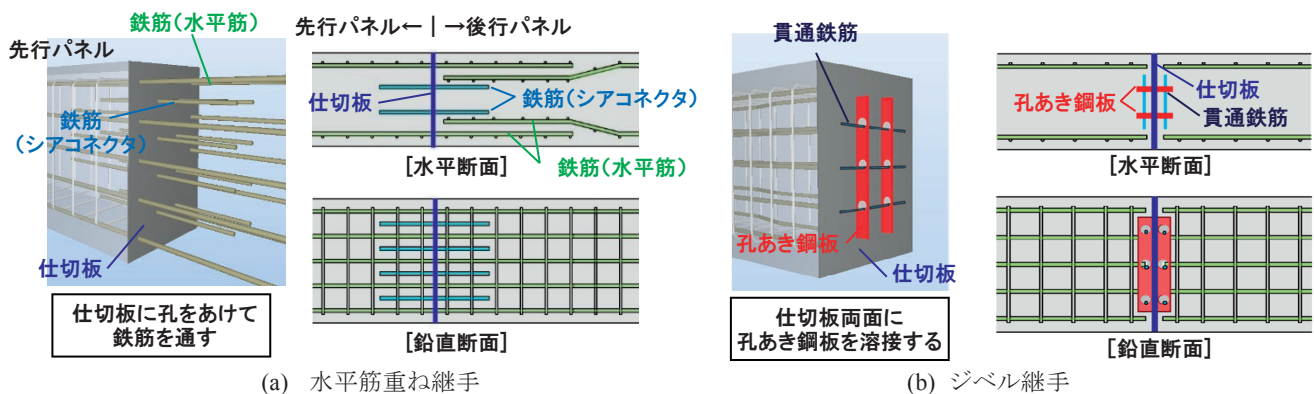 鉄筋(水平筋)
先行パネル
鉄筋
(シアコネクタ)
仕切板
仕切板に孔をあけて
鉄筋を通す
先行パネル←|→後行パネル
仕切板
鉄筋(シアコネクタ)
[水平断面]
鉄筋(水平筋)
[鉛直断面]
(a) 水平筋重ね継手
貫通鉄筋
孔あき鋼板
仕切板
仕切板両面に
孔あき鋼板を溶接する
仕切板
孔あき鋼板
貫通鉄筋
[水平断面]
[鉛直断面]
(b) ジベル継手